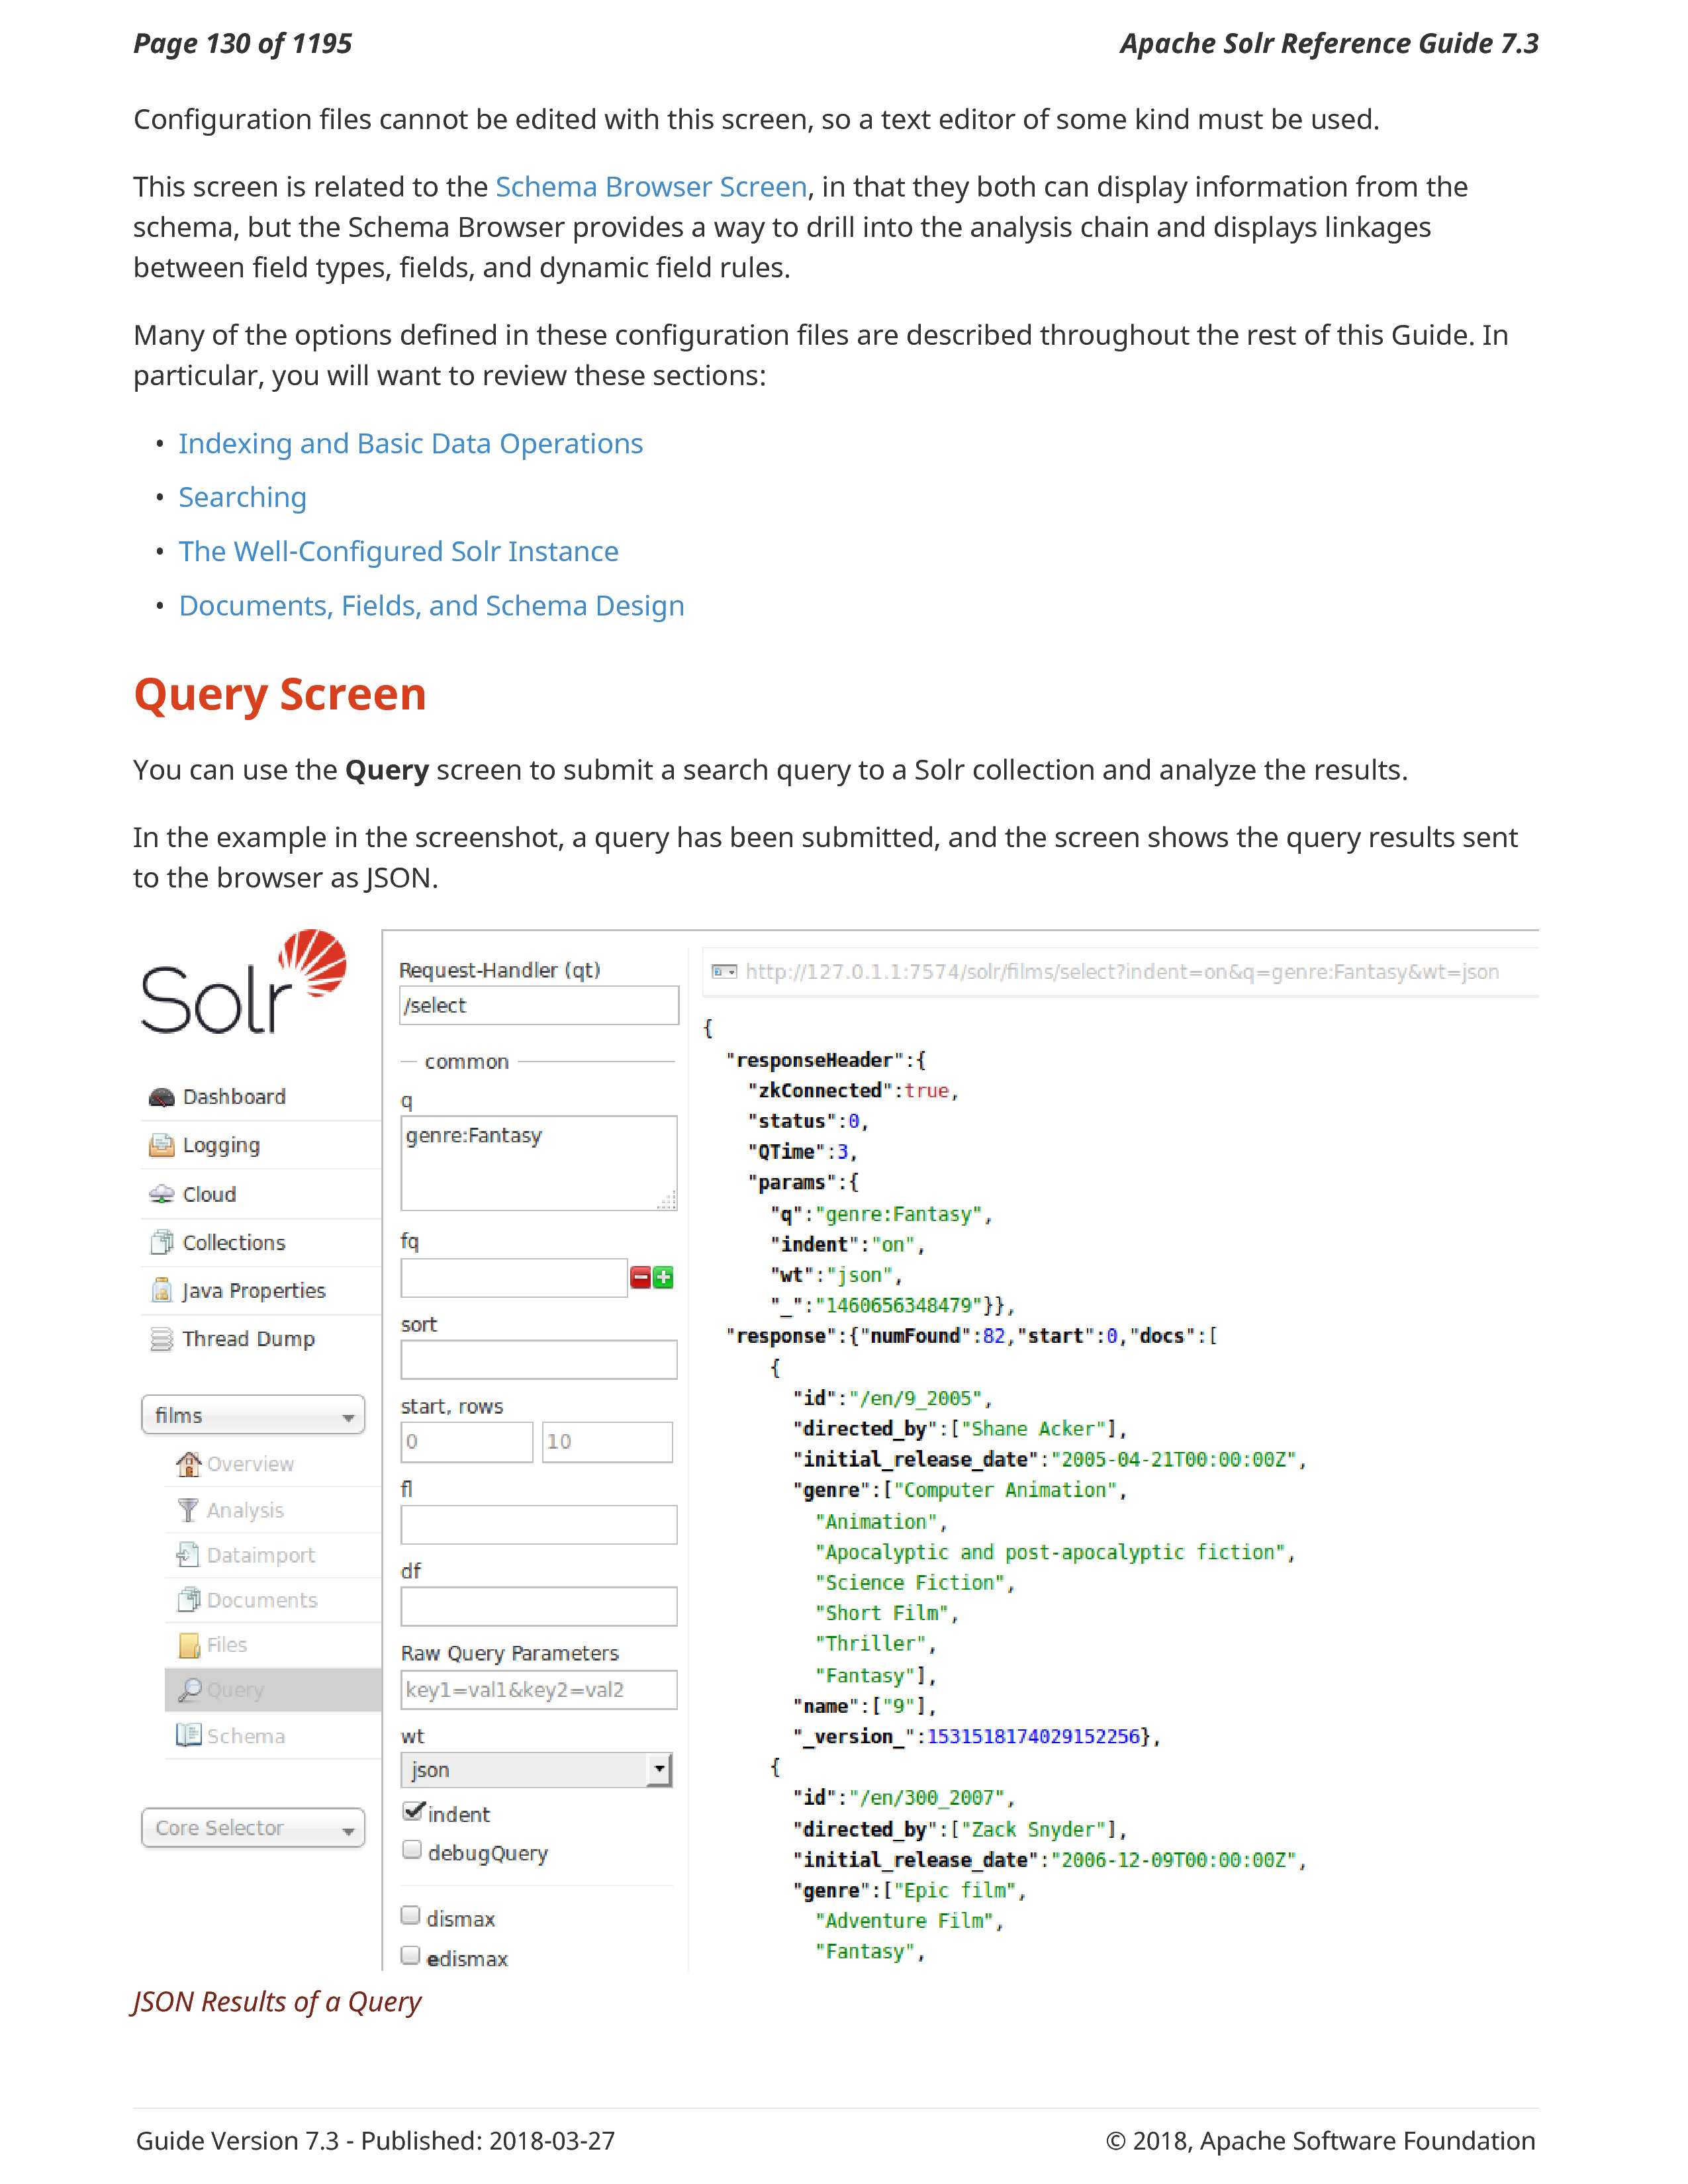 Page 130 of 1195
Apache Solr Reference Guide 7.3
Configuration files cannot be edited with this screen, so a text editor of some kind must be used.
This screen is related to the Schema Browser Screen, in that they both can display information from the
schema, but the Schema Browser provides a way to drill into the analysis chain and displays linkages
between field types, fields, and dynamic field rules.
Many of the options defined in these configuration files are described throughout the rest of this Guide. In
particular, you will want to review these sections:
• Indexing and Basic Data Operations
• Searching
• The Well-Configured Solr Instance
• Documents, Fields, and Schema Design
Query Screen
You can use the Query screen to submit a search query to a Solr collection and analyze the results.
In the example in the screenshot, a query has been submitted, and the screen shows the query results sent
to the browser as JSON.
Solr
Dashboard
Logging
Cloud
Collections
Java Properties
Thread Dump
films
Overview
Analysis
Dataimport
Documents
Files
Query
Schema
Core Selector
Request-Handler (qt)
/select
common
q
genre:Fantasy
fq
sort
start, rows
0
10
fl
df
Raw Query Parameters
key1=val1&key2=val2
wt
json
indent
debugQuery
dismax
edismax
http://127.0.1.1:7574/solr/films/select?indent=on&q=genre:Fantasy&wt=json
{
"responseHeader":{
"zkConnected":true,
"status":0,
"QTime":3,
"params":{
"q":"genre:Fantasy",
"indent":"on",
"wt":"json",
"_":"1460656348479"}},
"response":{"numFound":82,"start":0,"docs":[
{
"id":"/en/9_2005",
"directed_by":["Shane Acker"],
"initial_release_date":"2005-04-21T00:00:00Z",
"genre":["Computer Animation",
"Animation",
"Apocalyptic and post-apocalyptic fiction",
"Science Fiction",
"Short Film",
"Thriller",
"Fantasy"],
"name":["9"],
"_version_":1531518174029152256},
{
"id":"/en/300_2007",
"directed_by":["Zack Snyder"],
"initial_release_date":"2006-12-09T00:00:00Z",
"genre":["Epic film",
"Adventure Film",
"Fantasy",
JSON Results of a Query
Guide Version 7.3 - Published: 2018-03-27
© 2018, Apache Software Foundation